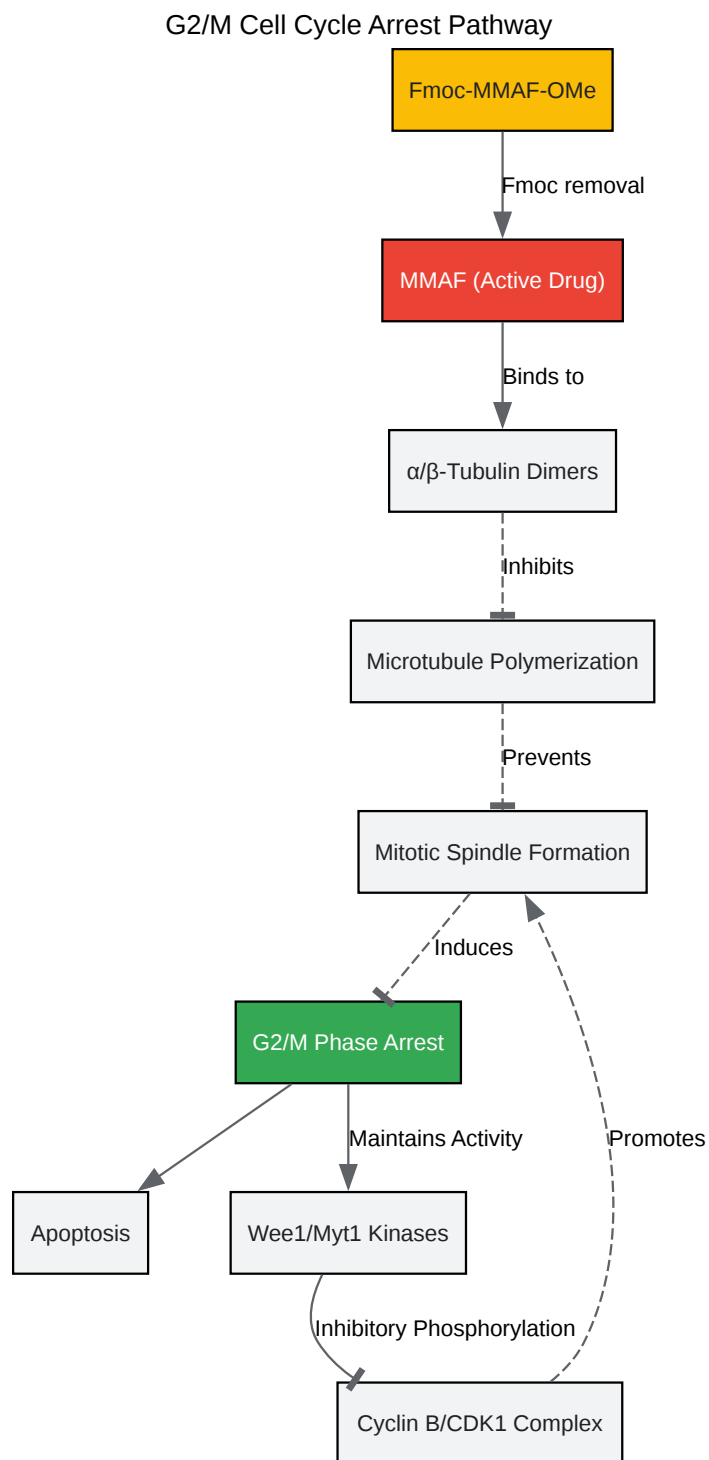 G2/M Cell Cycle Arrest Pathway
Fmoc-MMAF-OMe
Fmoc removal
MMAF (Active Drug)
Binds to
α/β-Tubulin Dimers
Inhibits
Microtubule Polymerization
Prevents
Mitotic Spindle Formation
Induces
G2/M Phase Arrest
Maintains Activity
Promotes
Apoptosis
Wee1/Myt1 Kinases
Inhibitory Phosphorylation
Cyclin B/CDK1 Complex